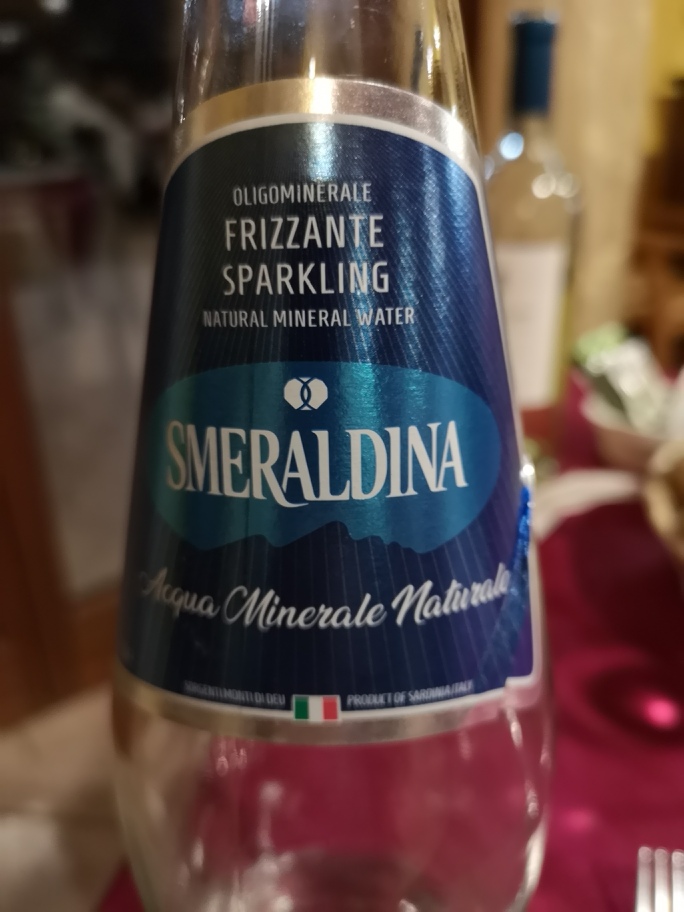 OLIGOMINERALE
FRIZZANTE
SPARKLING
NATURAL MINERAL WATER
SMERALDINA
Acqua Minerale Naturale
SORGENTE MONTI DI DEU PRODUCT OF SARDINIA ITALY